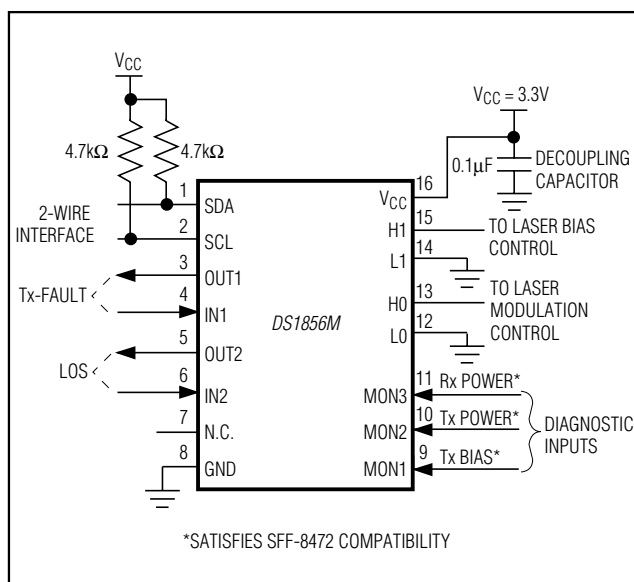 VCC
4.7kΩ
4.7kΩ
2-WIRE
INTERFACE
Tx-FAULT
LOS
1
SDA
2
SCL
3
OUT1
4
IN1
5
OUT2
6
IN2
7
N.C.
8
GND
DS1856M
VCC = 3.3V
0.1µF
DECOUPLING
CAPACITOR
16
VCC
15
H1
TO LASER BIAS
CONTROL
14
L1
13
H0
TO LASER
MODULATION
CONTROL
12
L0
11
MON3
Rx POWER*
10
MON2
Tx POWER*
9
MON1
Tx BIAS*
DIAGNOSTIC
INPUTS
*SATISFIES SFF-8472 COMPATIBILITY